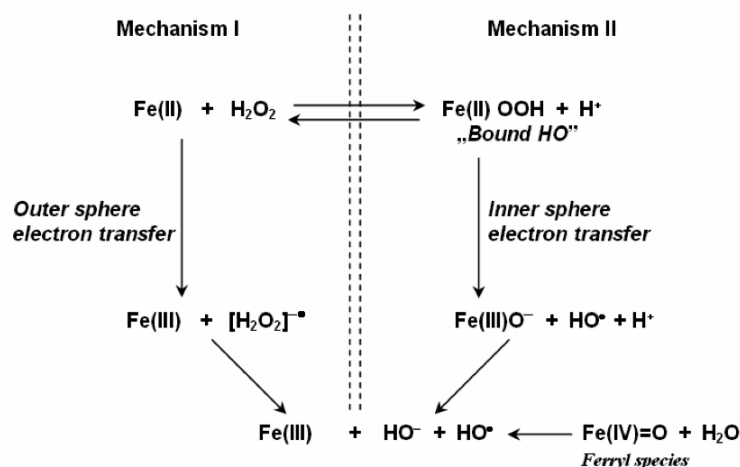 Mechanism I
Mechanism II
Fe(II) + H₂O₂
Fe(II) OOH + H⁺
„Bound HO”
Outer sphere
electron transfer
Inner sphere
electron transfer
Fe(III) + [H₂O₂]⁻•
Fe(III)O⁻ + HO• + H⁺
Fe(III) + HO⁻ + HO•
Fe(IV)=O + H₂O
Ferryl species